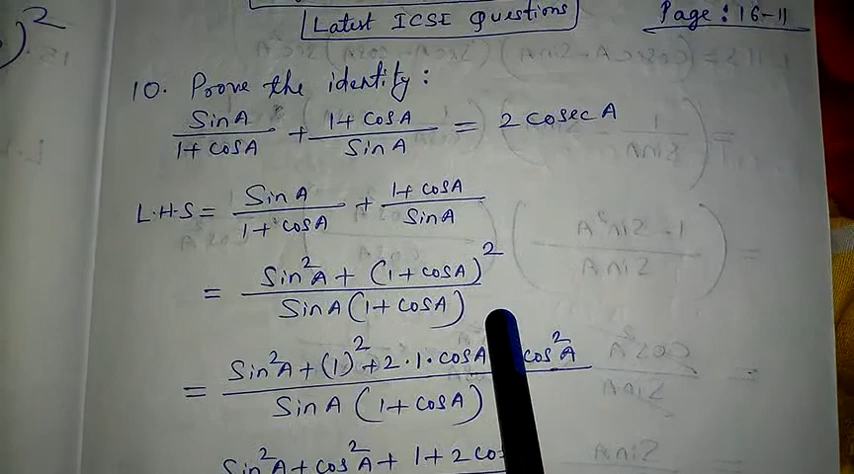 )²
Latest ICSE Questions
Page : 16-11
10. Prove the identity :
SinA/(1+ cosA) + (1+ cosA)/SinA = 2 cosecA
L.H.S = SinA/(1+ cosA) + (1+ cosA)/SinA
= (Sin²A + (1+cosA)²)/(SinA(1+cosA))
= (Sin²A + (1)² + 2·1·cosA cos²A)/(SinA (1+cosA))
Sin²A + cos²A + 1 + 2